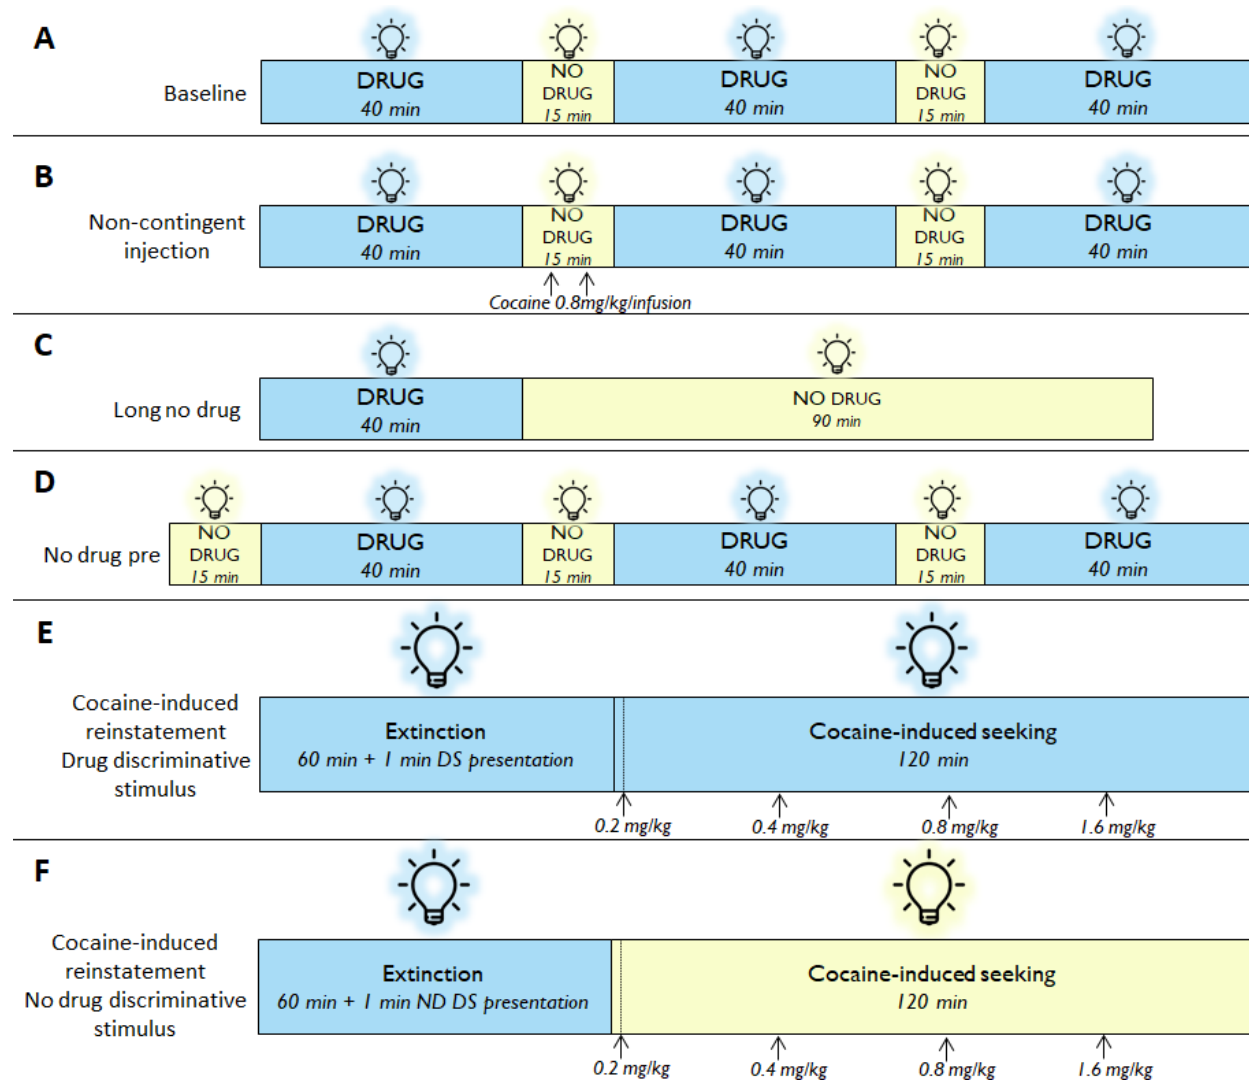 A
Baseline
DRUG
40 min
NO
DRUG
15 min
DRUG
40 min
NO
DRUG
15 min
DRUG
40 min
B
Non-contingent
injection
DRUG
40 min
NO
DRUG
15 min
DRUG
40 min
NO
DRUG
15 min
DRUG
40 min
Cocaine 0.8mg/kg/infusion
C
Long no drug
DRUG
40 min
NO DRUG
90 min
D
No drug pre
NO
DRUG
15 min
DRUG
40 min
NO
DRUG
15 min
DRUG
40 min
NO
DRUG
15 min
DRUG
40 min
E
Cocaine-induced
reinstatement
Drug discriminative
stimulus
Extinction
60 min + 1 min DS presentation
Cocaine-induced seeking
120 min
0.2 mg/kg
0.4 mg/kg
0.8 mg/kg
1.6 mg/kg
F
Cocaine-induced
reinstatement
No drug discriminative
stimulus
Extinction
60 min + 1 min ND DS presentation
Cocaine-induced seeking
120 min
0.2 mg/kg
0.4 mg/kg
0.8 mg/kg
1.6 mg/kg